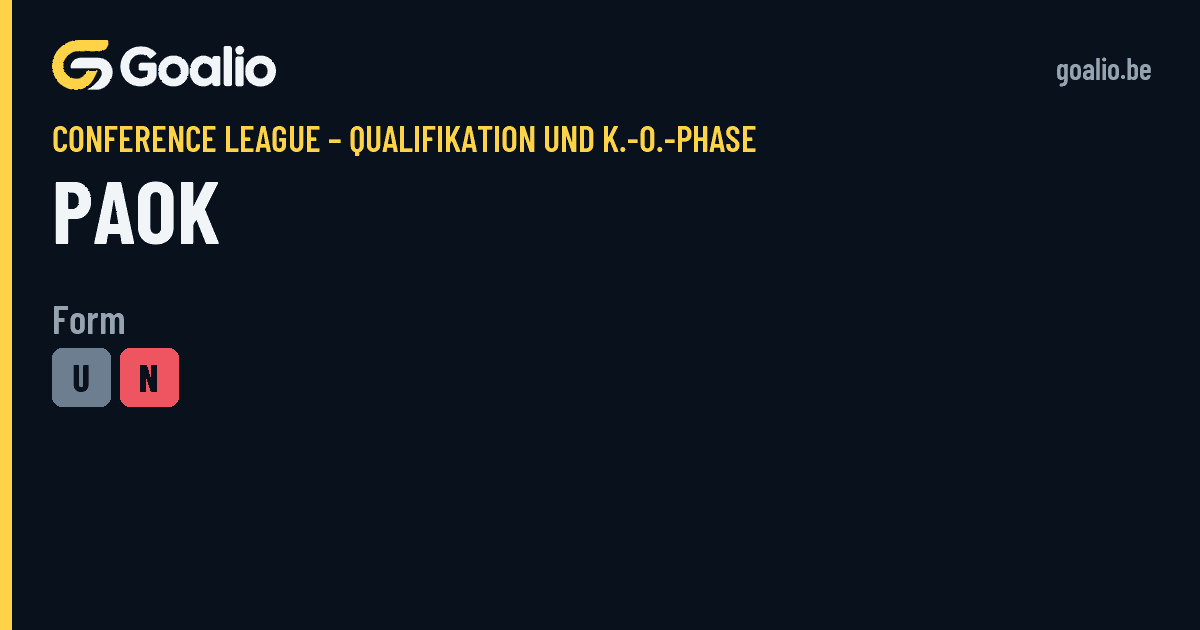 Goalio
goalio.be
CONFERENCE LEAGUE – QUALIFIKATION UND K.-O.-PHASE
PAOK
Form
U N